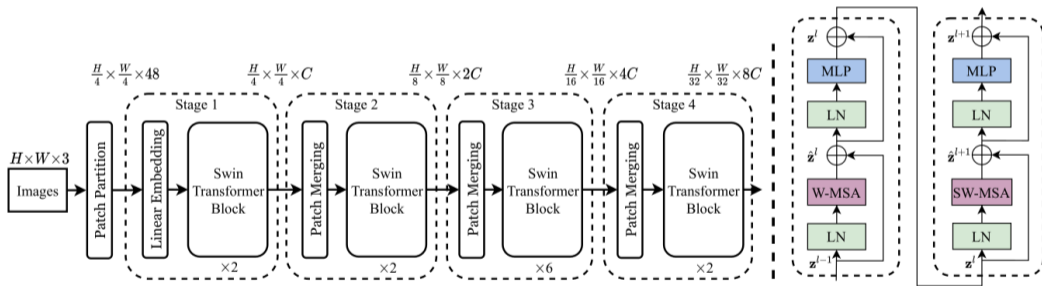 H×W×3
Images
H/4 × W/4 × 48
Patch Partition
Stage 1
Linear Embedding
Swin
Transformer
Block
×2
H/4 × W/4 × C
Stage 2
Patch Merging
Swin
Transformer
Block
×2
H/8 × W/8 × 2C
Stage 3
Patch Merging
Swin
Transformer
Block
×6
H/16 × W/16 × 4C
Stage 4
Patch Merging
Swin
Transformer
Block
×2
H/32 × W/32 × 8C
z^l
MLP
LN
ẑ^l
W-MSA
LN
z^{l−1}
z^{l+1}
MLP
LN
ẑ^{l+1}
SW-MSA
LN
z^l